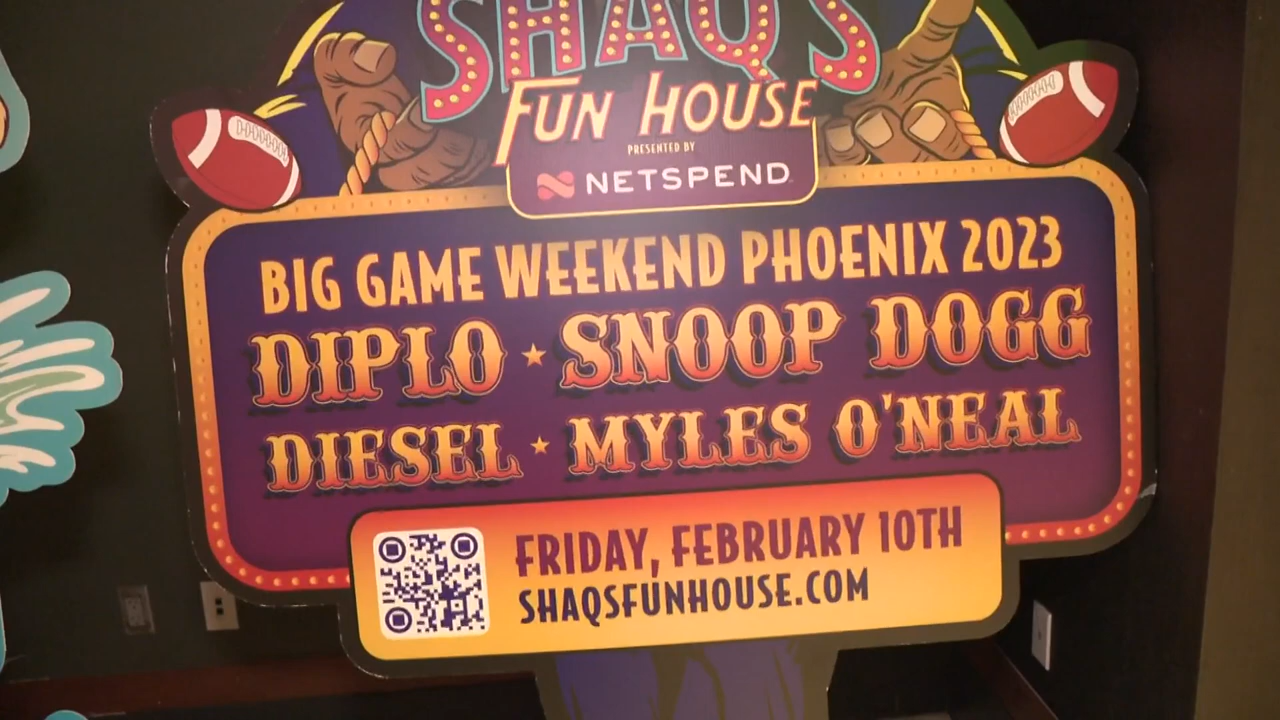 SHAQ'S
FUN HOUSE
PRESENTED BY
NETSPEND
BIG GAME WEEKEND PHOENIX 2023
DIPLO ★ SNOOP DOGG
DIESEL ★ MYLES O'NEAL
FRIDAY, FEBRUARY 10TH
SHAQSFUNHOUSE.COM